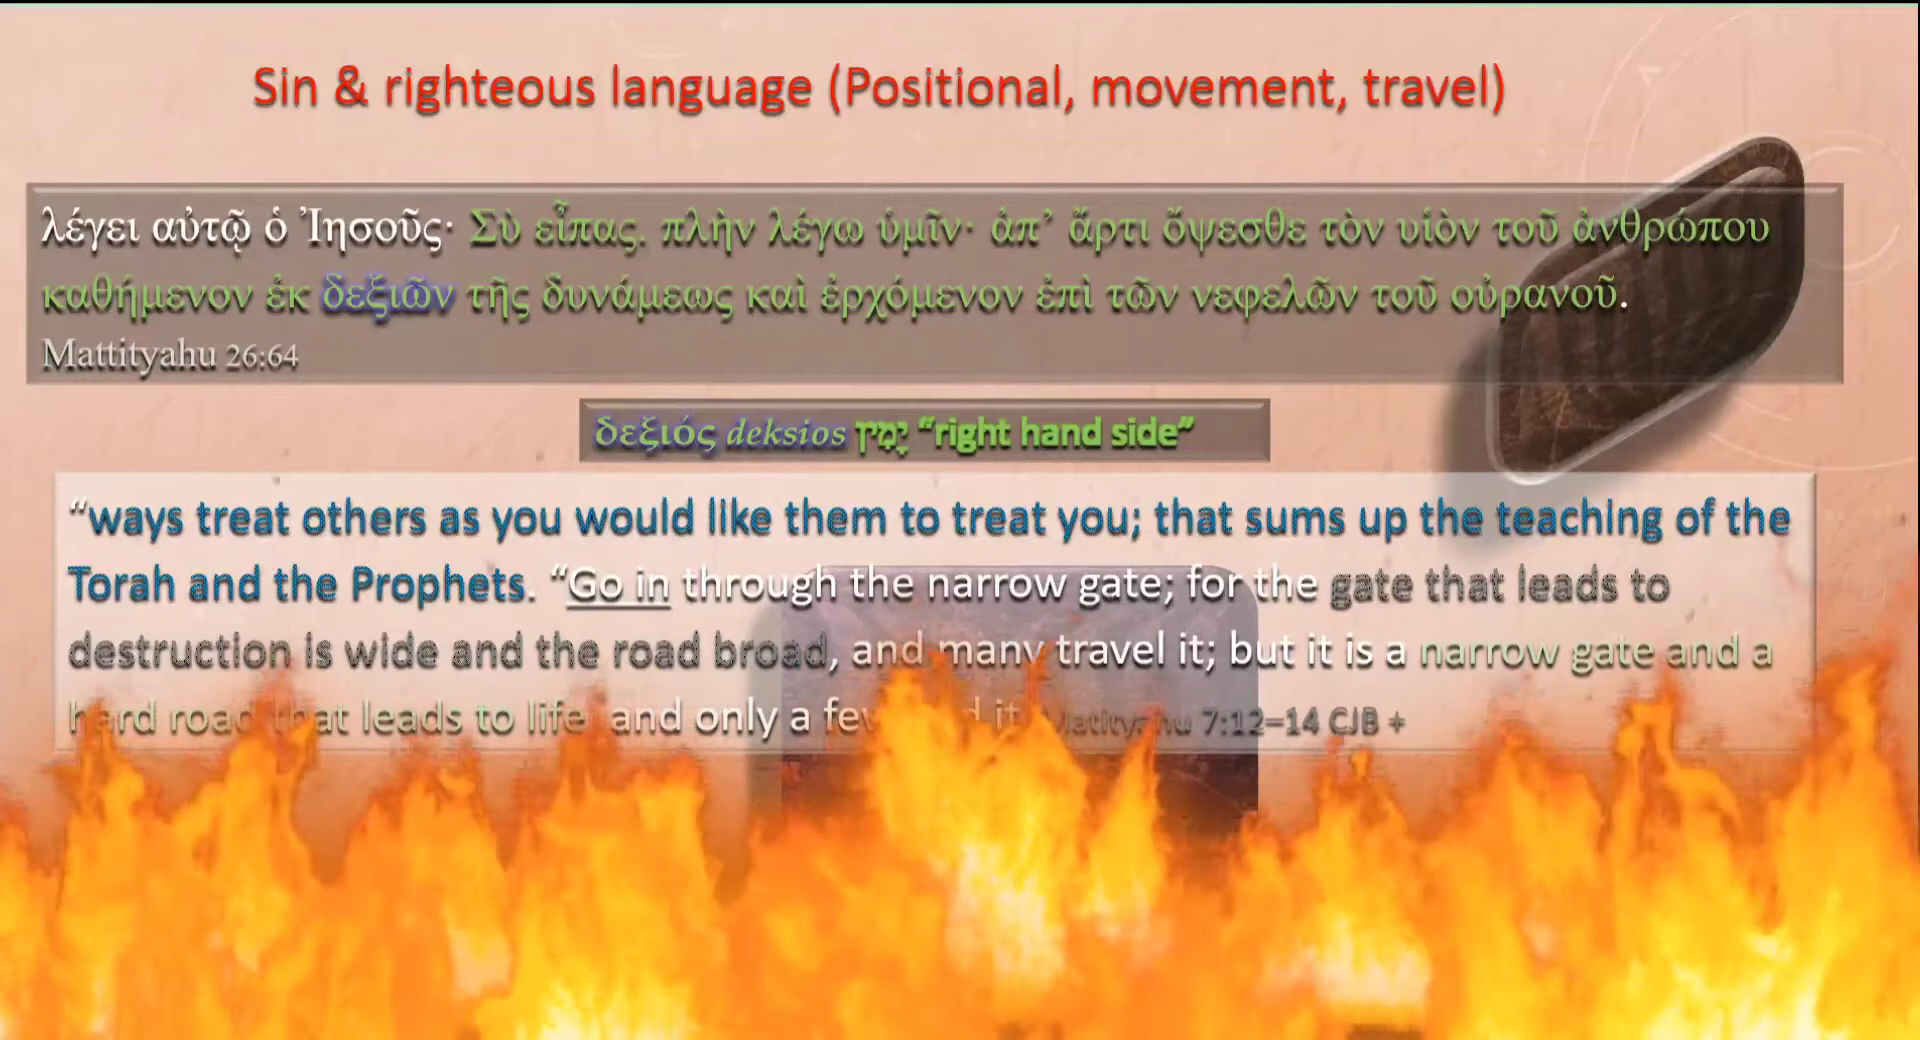 Sin & righteous language (Positional, movement, travel)
λέγει αὐτῷ ὁ Ἰησοῦς· Σὺ εἶπας. πλὴν λέγω ὑμῖν· ἀπ’ ἄρτι ὄψεσθε τὸν υἱὸν τοῦ ἀνθρώπου
καθήμενον ἐκ δεξιῶν τῆς δυνάμεως καὶ ἐρχόμενον ἐπὶ τῶν νεφελῶν τοῦ οὐρανοῦ.
Mattityahu 26:64
δεξιός deksios יָמִין “right hand side”
“ways treat others as you would like them to treat you; that sums up the teaching of the
Torah and the Prophets. “Go in through the narrow gate; for the gate that leads to
destruction is wide and the road broad, and many travel it; but it is a narrow gate and a
hard road that leads to life and only a few it 7:12–14 CJB +